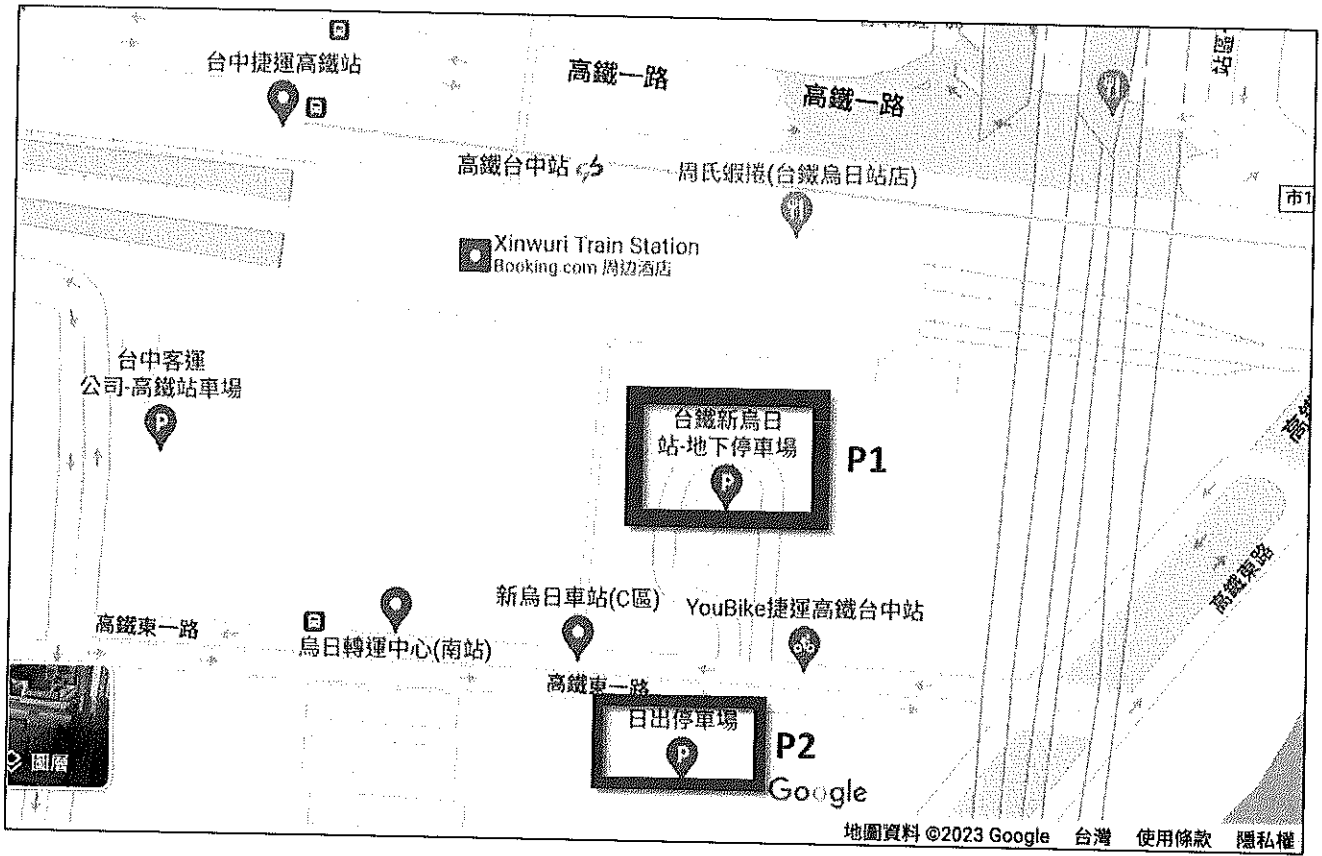 台中捷運高鐵站
高鐵一路
高鐵一路
站區
高鐵台中站
周氏蝦捲(台鐵烏日站店)
市1
Xinwuri Train Station
Booking.com 周边酒店
台中客運
公司-高鐵站車場
台鐵新烏日
站-地下停車場
P1
高鐵
高鐵東路
新烏日車站(C區)
YouBike捷運高鐵台中站
高鐵東一路
烏日轉運中心(南站)
高鐵東一路
日出停車場
P2
圖層
Google
地圖資料 ©2023 Google 台灣 使用條款 隱私權